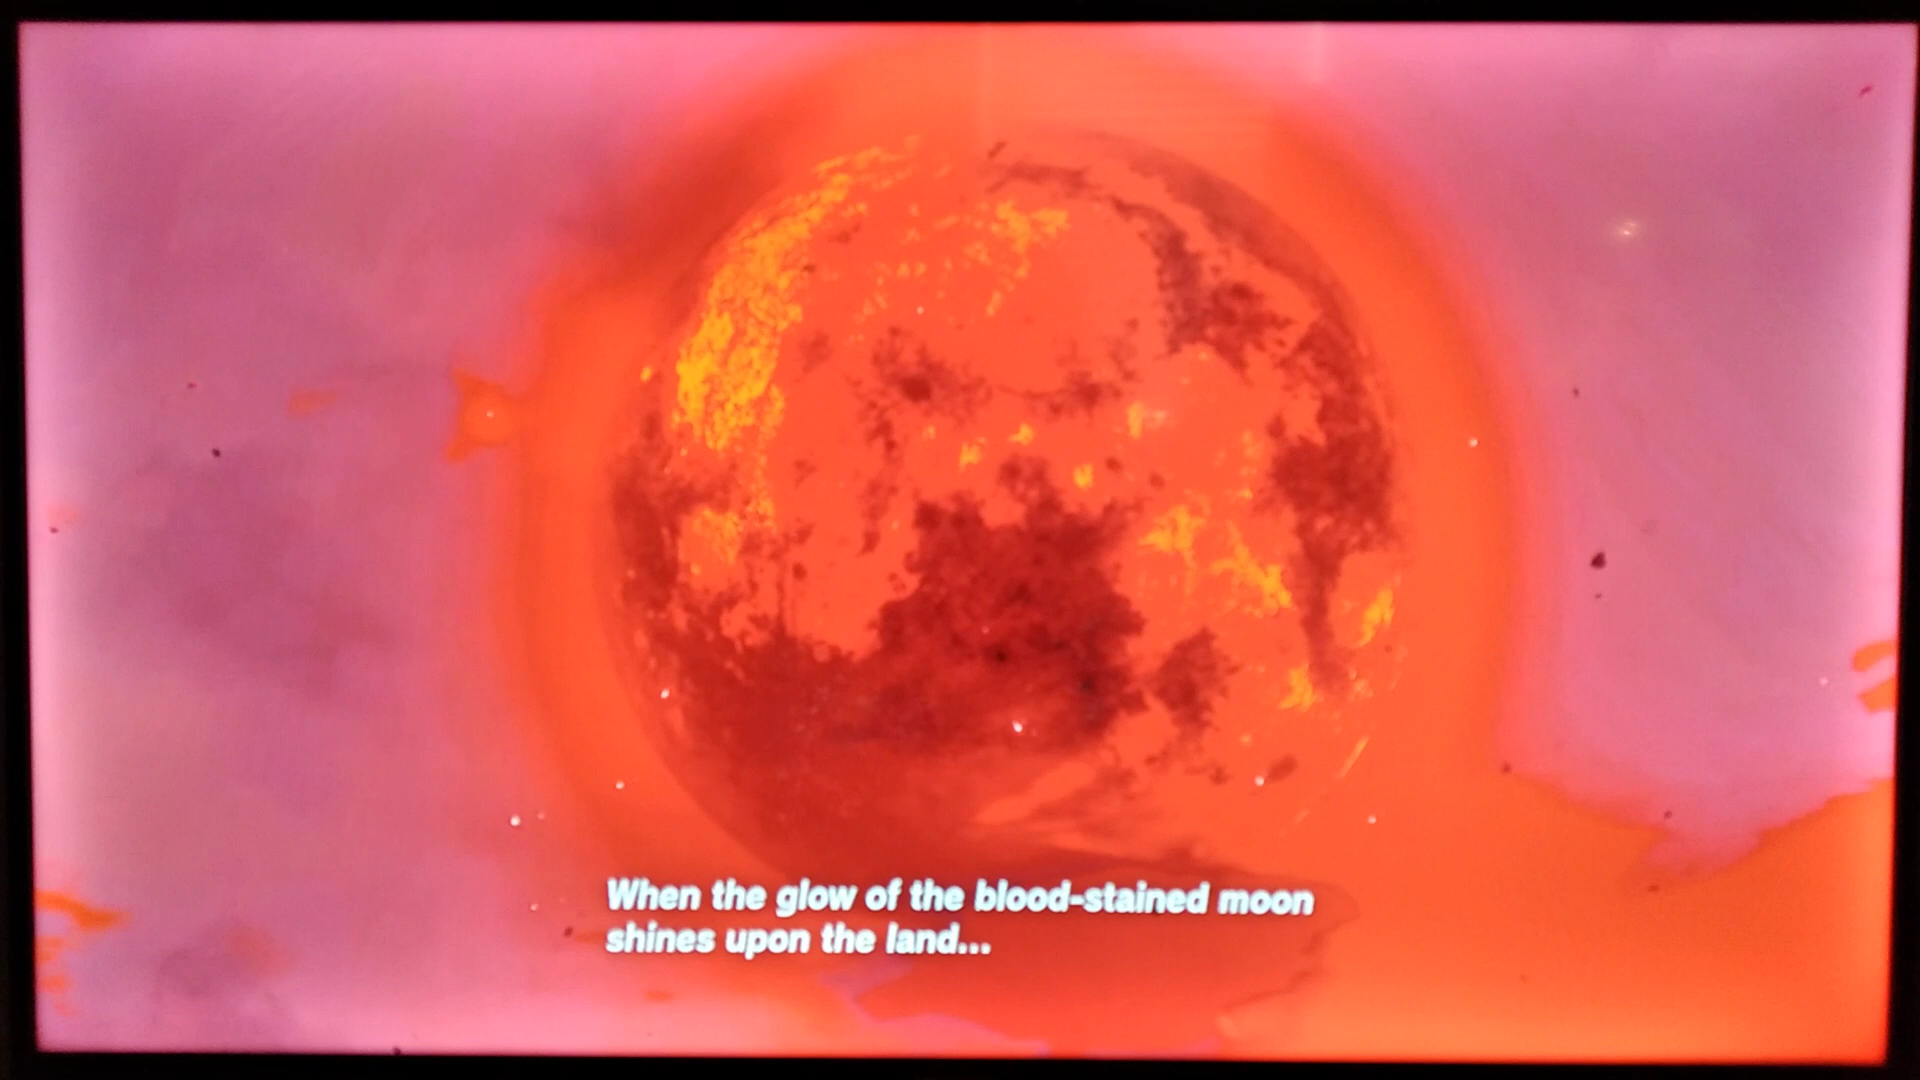 When the glow of the blood-stained moon
shines upon the land...